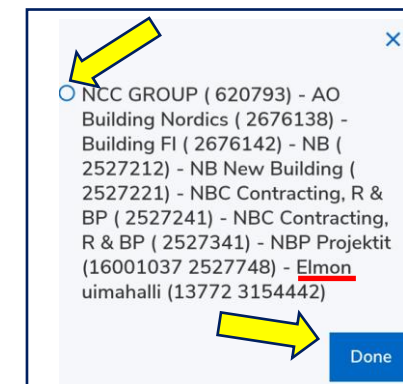 NCC GROUP ( 620793) - AO
Building Nordics ( 2676138) -
Building FI ( 2676142) - NB (
2527212) - NB New Building (
2527221) - NBC Contracting, R &
BP ( 2527241) - NBC Contracting,
R & BP ( 2527341) - NBP Projektit
(16001037 2527748) - Elmon
uimahalli (13772 3154442)
Done